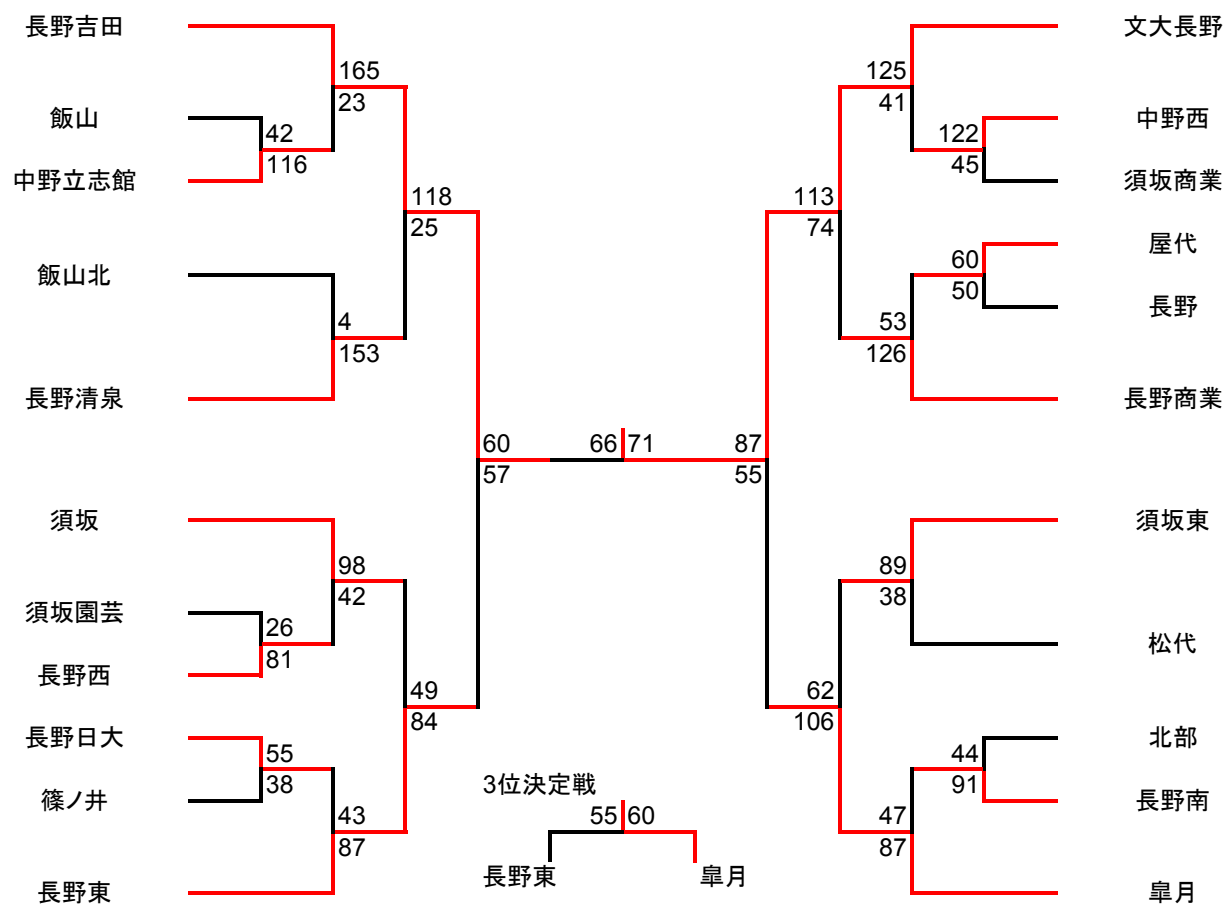 長野吉田
飯山
中野立志館
飯山北
長野清泉
須坂
須坂園芸
長野西
長野日大
篠ノ井
長野東
165
23
42
116
118
25
4
153
60
57
98
42
26
81
49
84
55
38
43
87
66 71
3位決定戦
55 60
長野東
皐月
125
41
122
45
113
74
60
50
53
126
87
55
89
38
62
106
44
91
47
87
文大長野
中野西
須坂商業
屋代
長野
長野商業
須坂東
松代
北部
長野南
皐月